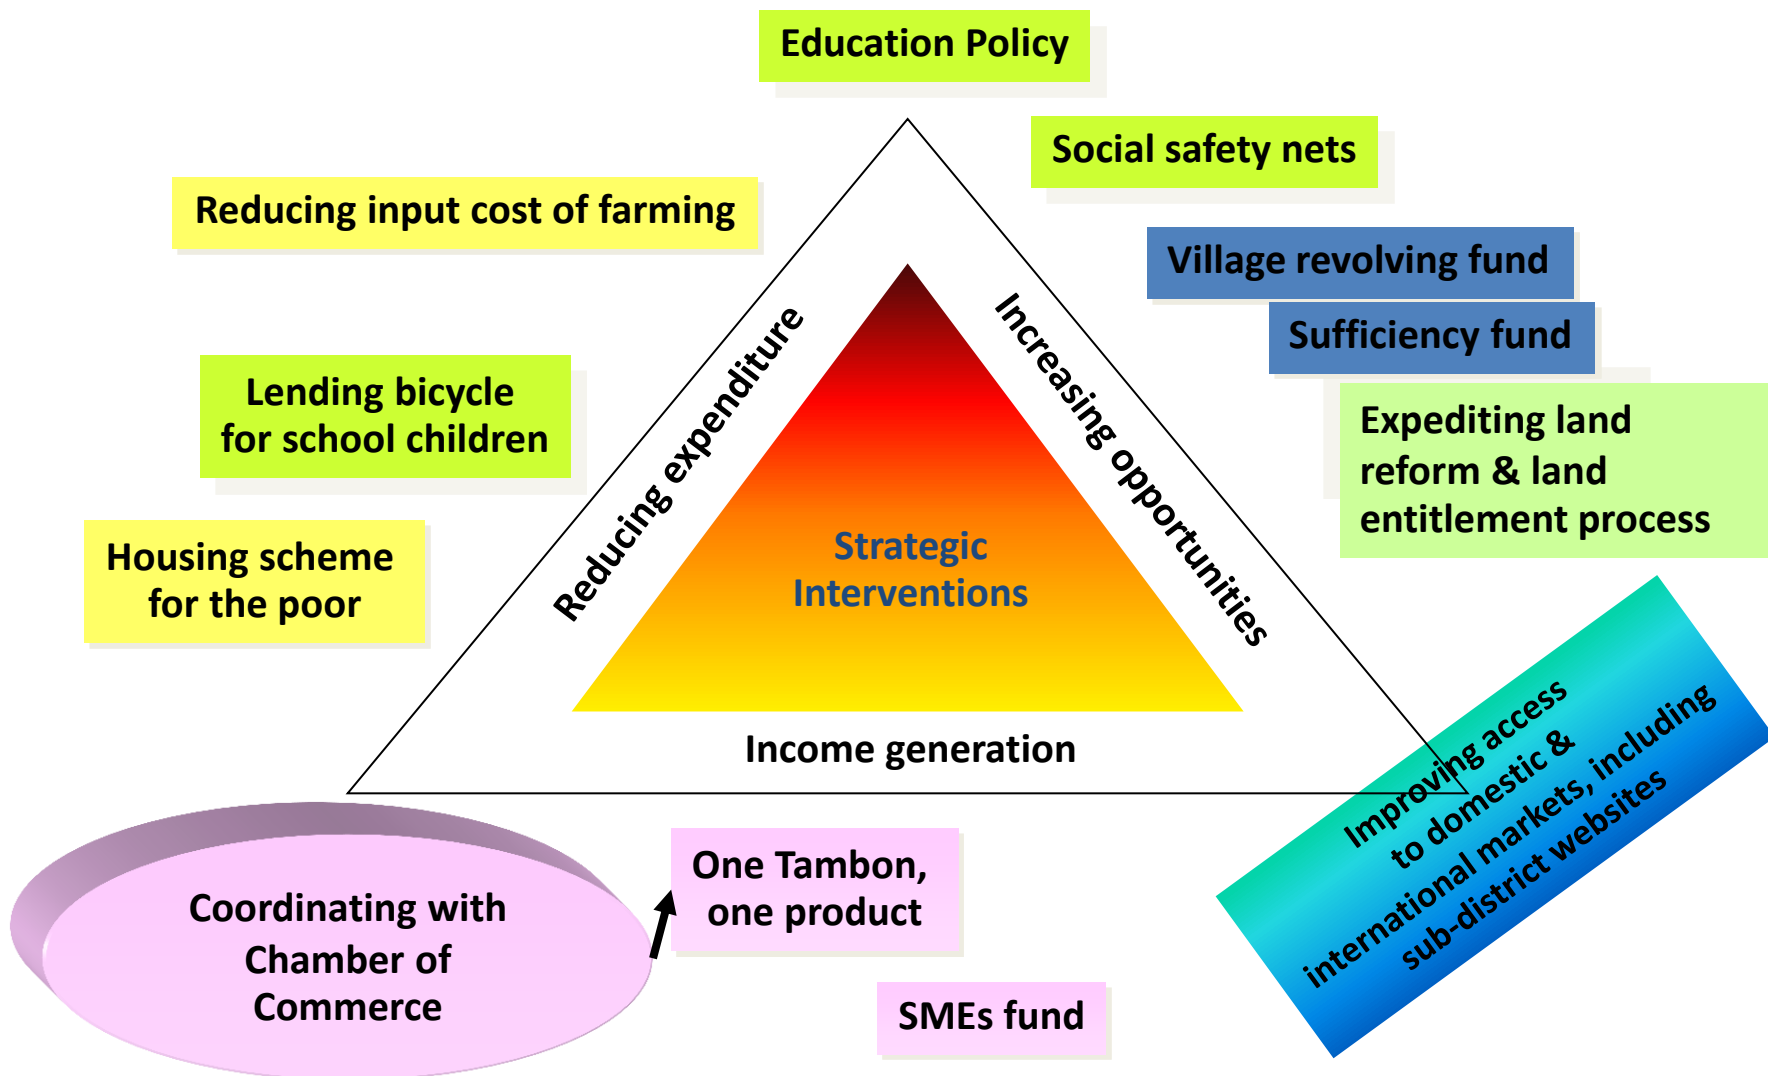 Education Policy
Social safety nets
Reducing input cost of farming
Village revolving fund
Sufficiency fund
Lending bicycle
for school children
Expediting land
reform & land
entitlement process
Housing scheme
for the poor
Reducing expenditure
Increasing opportunities
Strategic
Interventions
Income generation
Improving access
to domestic &
international markets, including
sub-district websites
Coordinating with
Chamber of
Commerce
One Tambon,
one product
SMEs fund